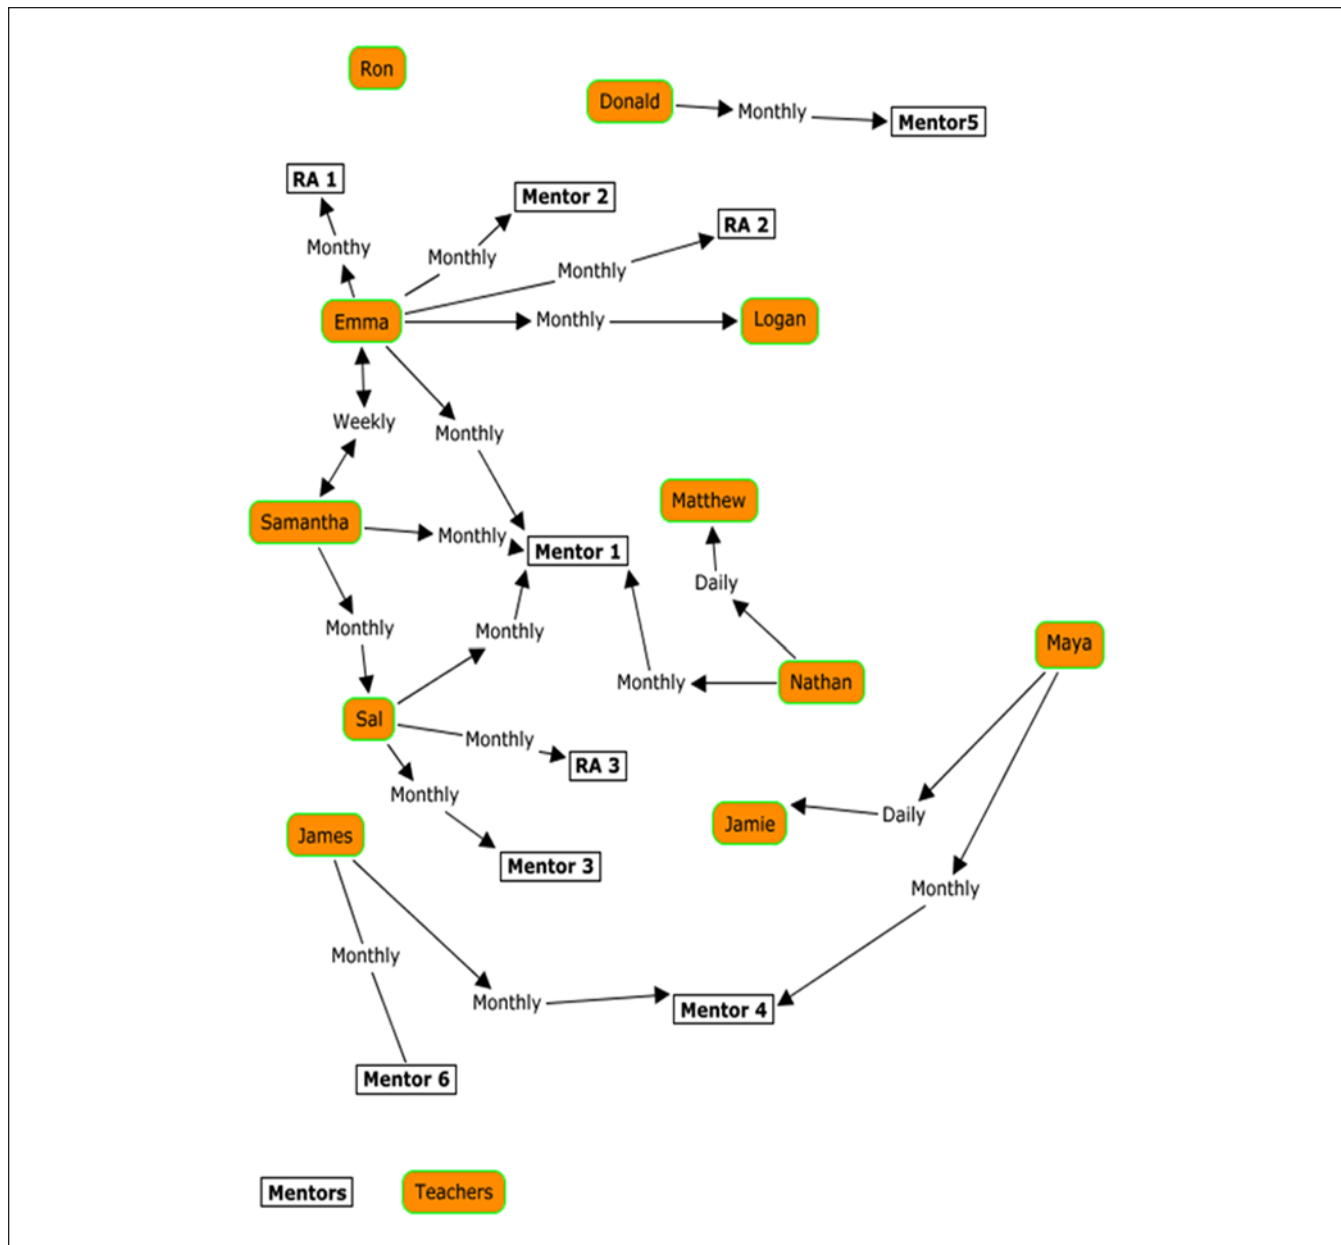 Ron
Donald
Monthly
Mentor5
RA 1
Mentor 2
RA 2
Monthy
Monthly
Monthly
Emma
Monthly
Logan
Weekly
Monthly
Matthew
Samantha
Monthly
Mentor 1
Daily
Monthly
Monthly
Maya
Monthly
Nathan
Sal
Monthly
RA 3
Monthly
Jamie
Daily
James
Mentor 3
Monthly
Monthly
Monthly
Mentor 4
Mentor 6
Mentors
Teachers